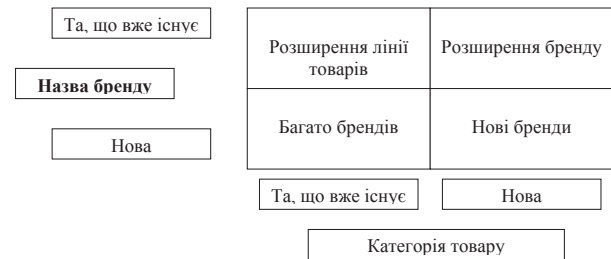 Та, що вже існує
Розширення лінії
товарів
Розширення бренду
Назва бренду
Багато брендів
Нові бренди
Нова
Та, що вже існує
Нова
Категорія товару